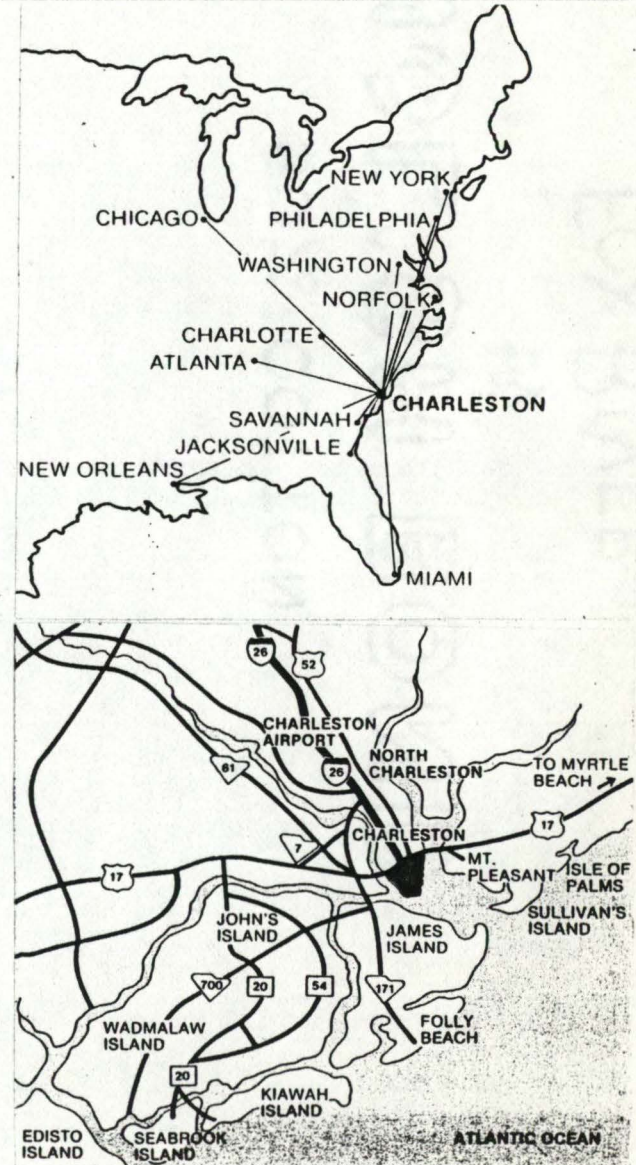 NEW YORK
CHICAGO
PHILADELPHIA
WASHINGTON
NORFOLK
CHARLOTTE
ATLANTA
CHARLESTON
SAVANNAH
JACKSONVILLE
NEW ORLEANS
MIAMI
26
52
CHARLESTON
AIRPORT
NORTH
CHARLESTON
TO MYRTLE
BEACH
61
26
17
7
CHARLESTON
MT.
PLEASANT
ISLE OF
PALMS
17
SULLIVAN'S
ISLAND
JOHN'S
ISLAND
JAMES
ISLAND
700
20
54
171
WADMALAW
ISLAND
FOLLY
BEACH
20
KIAWAH
ISLAND
EDISTO
ISLAND
SEABROOK
ISLAND
ATLANTIC OCEAN